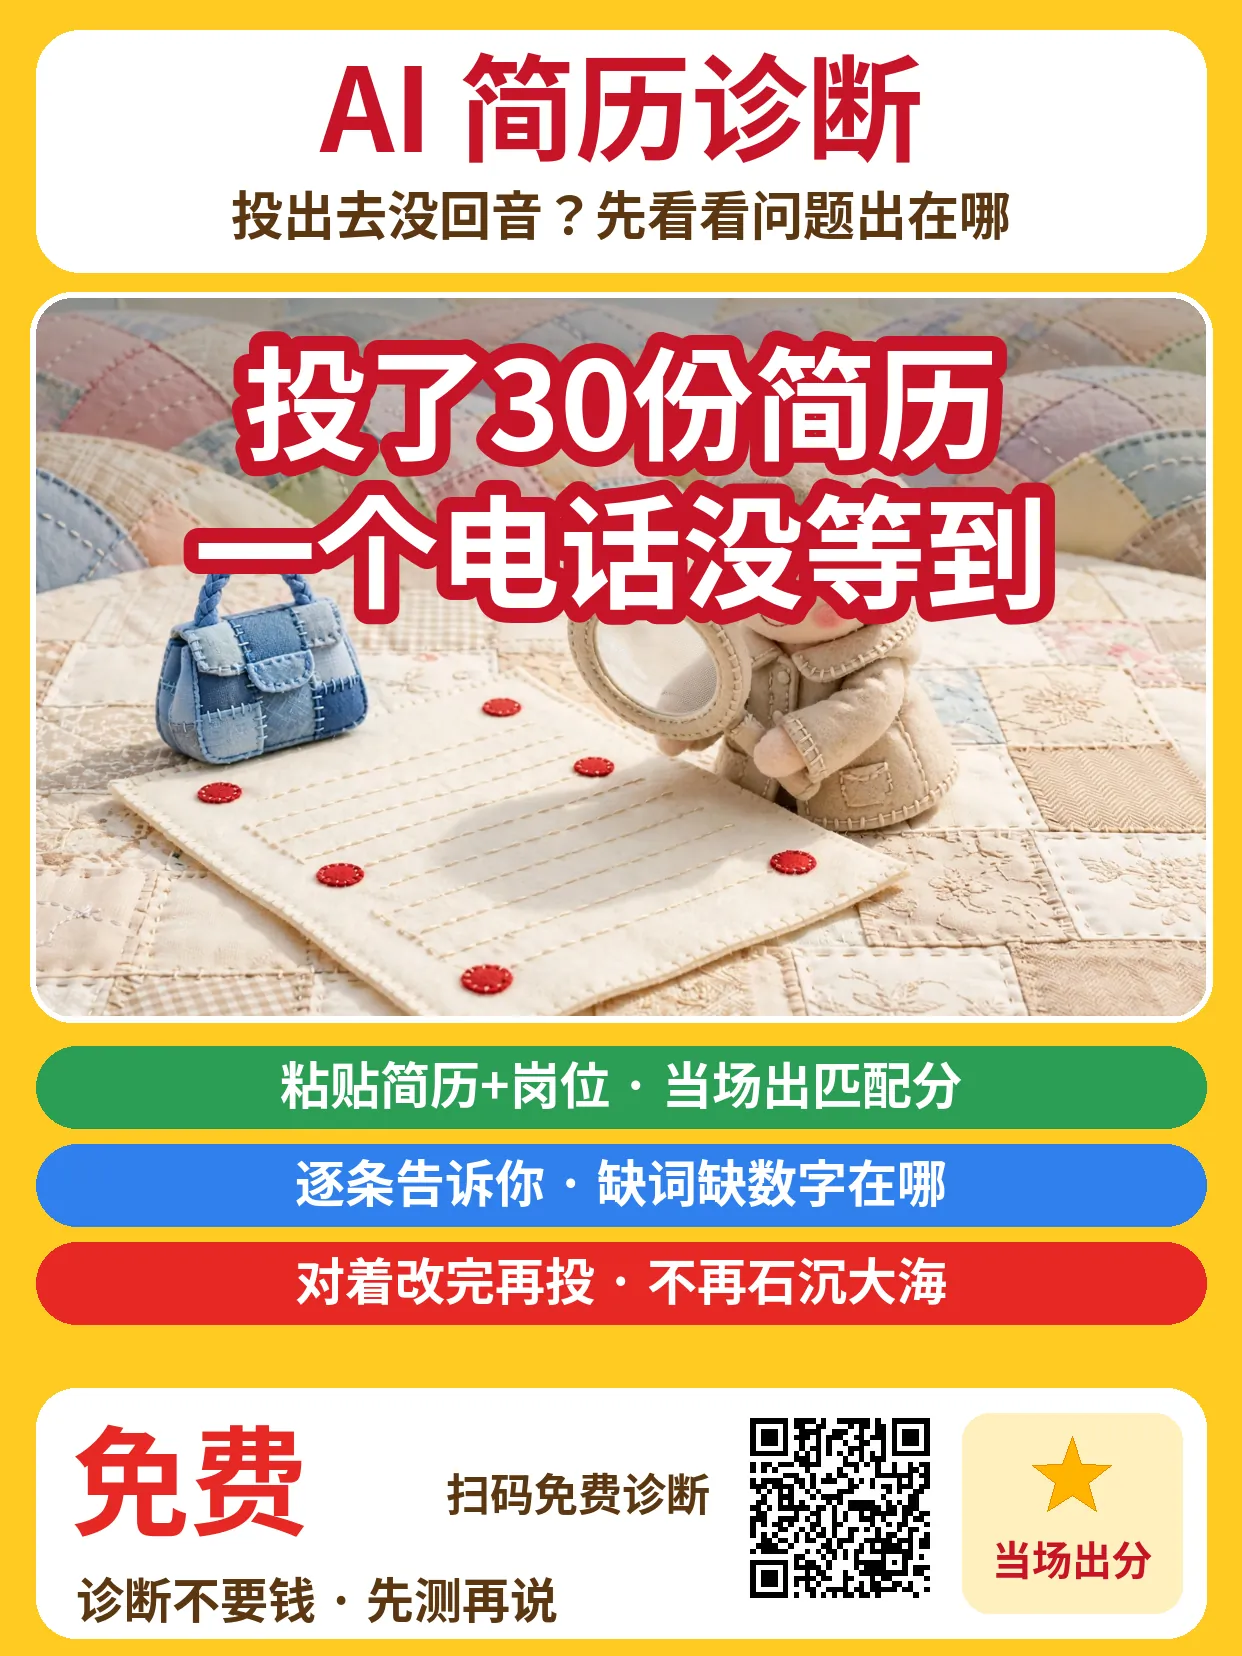 AI 简历诊断
投出去没回音？先看看问题出在哪
投了30份简历
一个电话没等到
粘贴简历+岗位 · 当场出匹配分
逐条告诉你 · 缺词缺数字在哪
对着改完再投 · 不再石沉大海
免费
扫码免费诊断
当场出分
诊断不要钱 · 先测再说